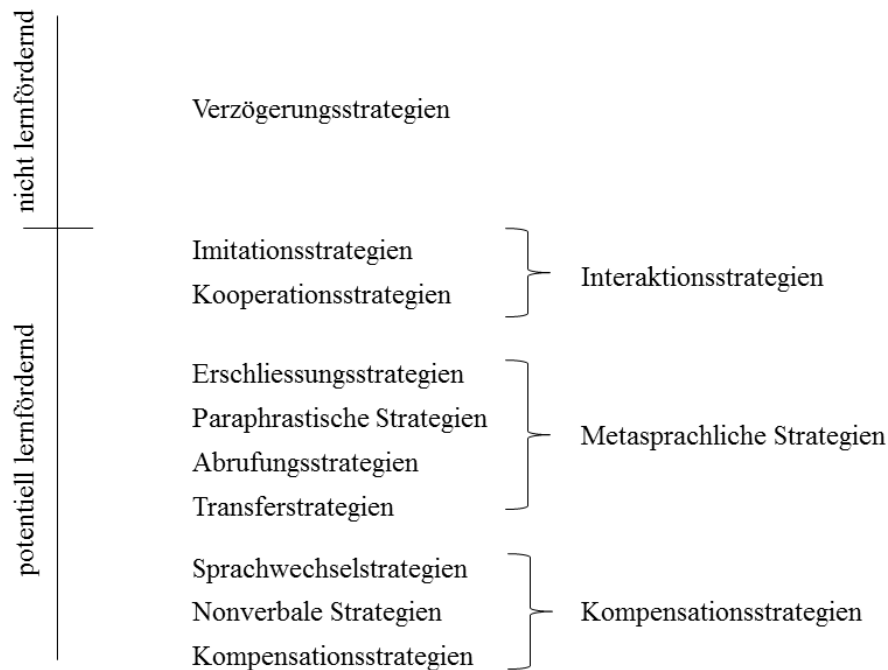 nicht lernfördernd
Verzögerungsstrategien
potentiell lernfördernd
Imitationsstrategien
Kooperationsstrategien
Interaktionsstrategien
Erschliessungsstrategien
Paraphrastische Strategien
Abrufungsstrategien
Transferstrategien
Metasprachliche Strategien
Sprachwechselstrategien
Nonverbale Strategien
Kompensationsstrategien
Kompensationsstrategien